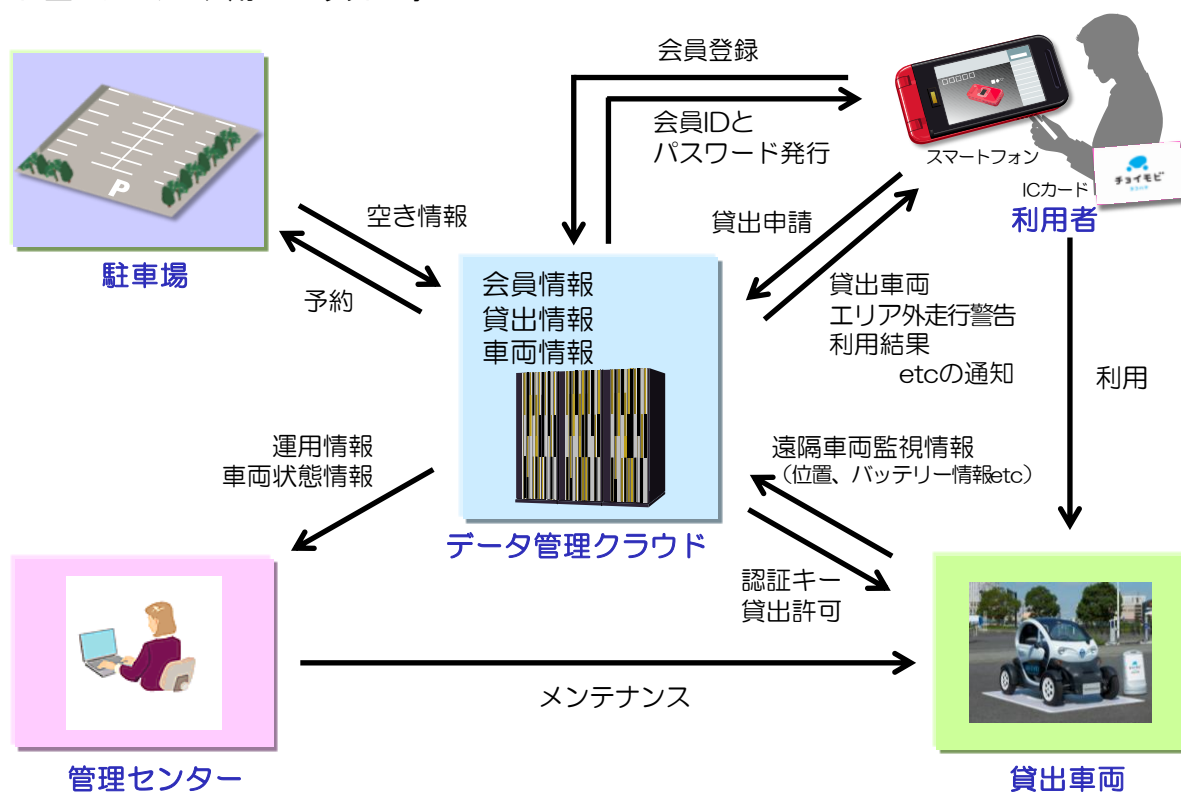 会員登録
会員IDと
パスワード発行
スマートフォン
ICカード
チョイモビ
利用者
P
駐車場
空き情報
予約
貸出申請
貸出車両
エリア外走行警告
利用結果
etcの通知
利用
会員情報
貸出情報
車両情報
データ管理クラウド
運用情報
車両状態情報
遠隔車両監視情報
（位置、バッテリー情報etc）
認証キー
貸出許可
メンテナンス
管理センター
貸出車両